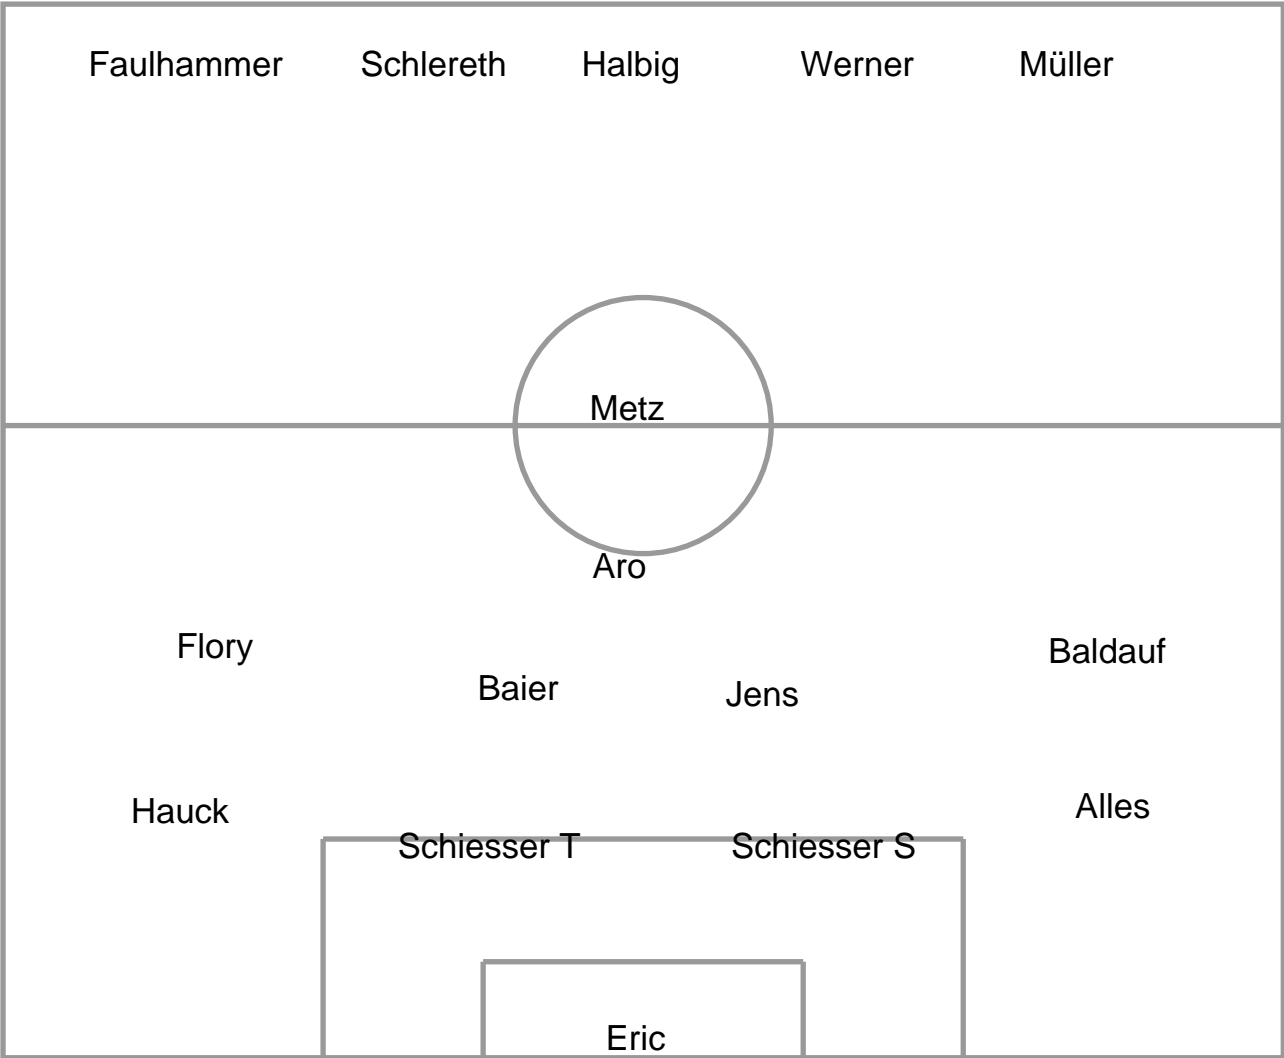 Faulhammer Schlereth Halbig Werner Müller
Metz
Aro
Flory Baldauf
Baier Jens
Hauck Alles
Schiesser T Schiesser S
Eric